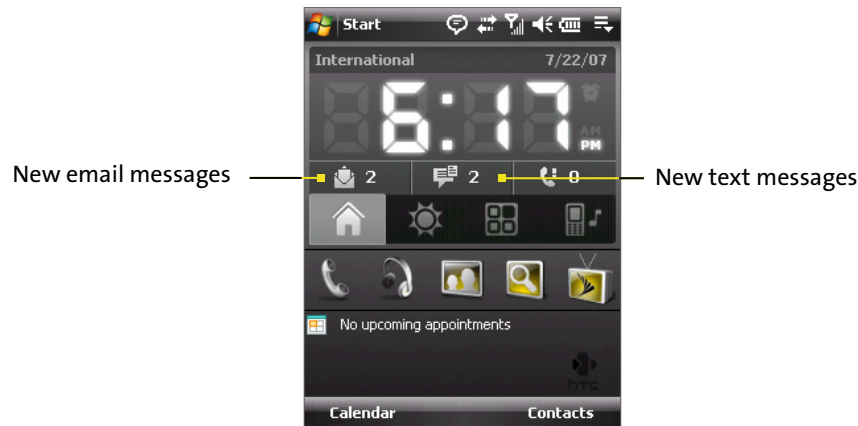 Start
International 7/22/07
6:17
AM
PM
New email messages 2 2 0 New text messages
No upcoming appointments
htc
Calendar Contacts